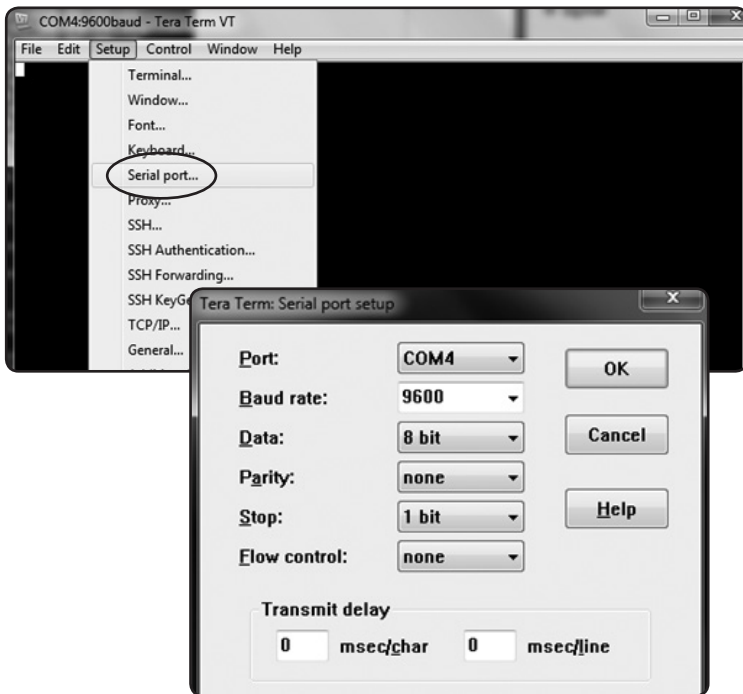 COM4:9600baud - Tera Term VT
File Edit Setup Control Window Help
Terminal...
Window...
Font...
Keyboard...
Serial port...
Proxy...
SSH...
SSH Authentication...
SSH Forwarding...
SSH KeyGe
TCP/IP...
General...
Tera Term: Serial port setup
Port: COM4
OK
Baud rate: 9600
Data: 8 bit
Cancel
Parity: none
Stop: 1 bit
Help
Flow control: none
Transmit delay
0 msec/char 0 msec/line